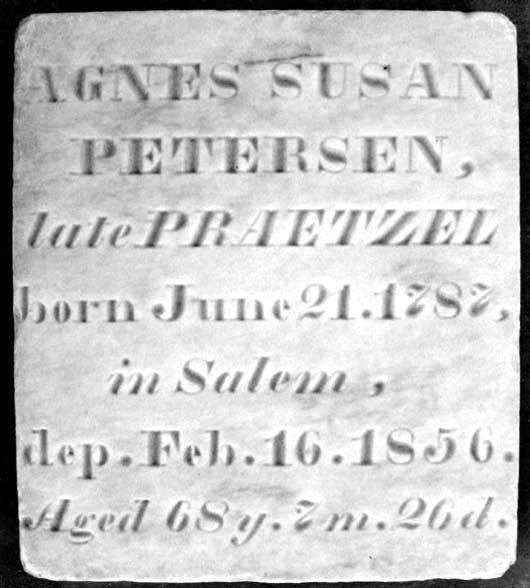 AGNES SUSAN
PETERSEN,
late PRAETZEL
born June 21. 1787,
in Salem,
dep. Feb. 16. 1856.
Aged 68 y. 7 m. 26 d.